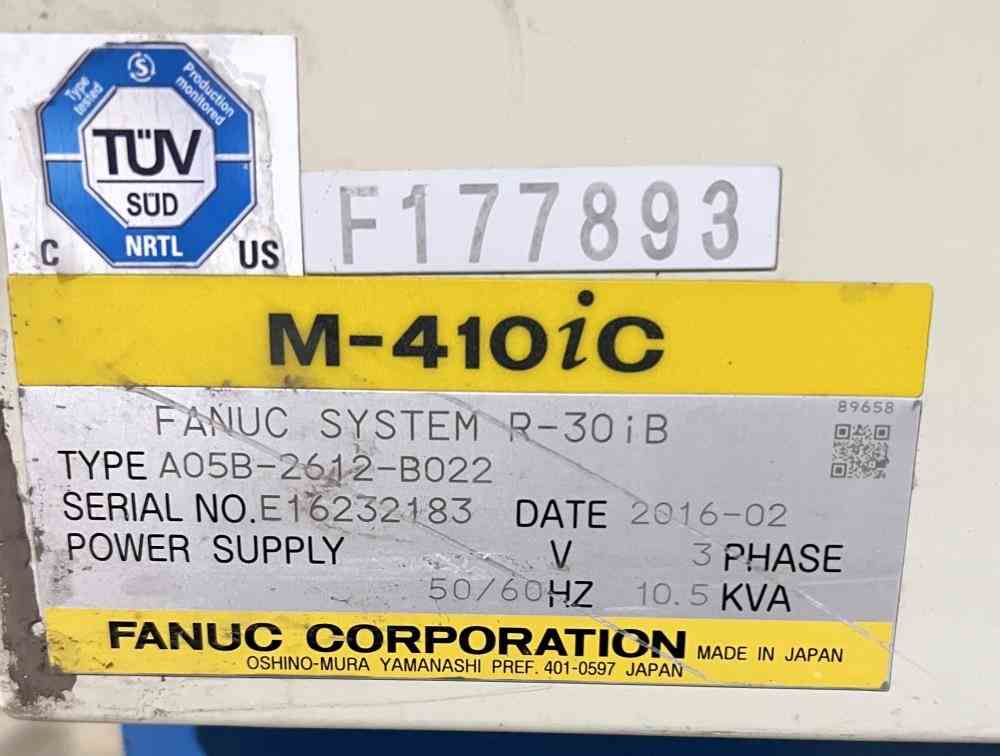 Type tested
S
Production monitored
TÜV
SÜD
NRTL
C US
F177893
M-410iC
89658
FANUC SYSTEM R-30iB
TYPE A05B-2612-B022
SERIAL NO. E16232183 DATE 2016-02
POWER SUPPLY V 3 PHASE
50/60 HZ 10.5 KVA
FANUC CORPORATION MADE IN JAPAN
OSHINO-MURA YAMANASHI PREF. 401-0597 JAPAN